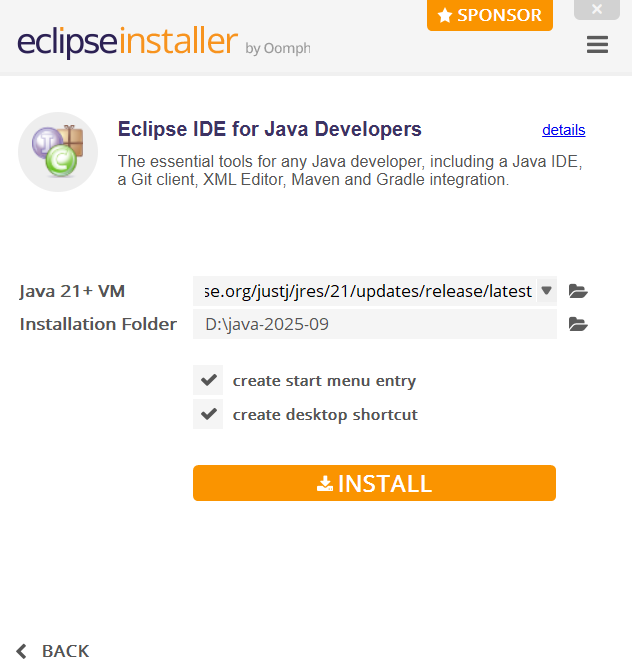 SPONSOR
eclipseinstaller by Oomph
Eclipse IDE for Java Developers
details
The essential tools for any Java developer, including a Java IDE,
a Git client, XML Editor, Maven and Gradle integration.
Java 21+ VM
se.org/justj/jres/21/updates/release/latest
Installation Folder
D:\java-2025-09
create start menu entry
create desktop shortcut
INSTALL
BACK